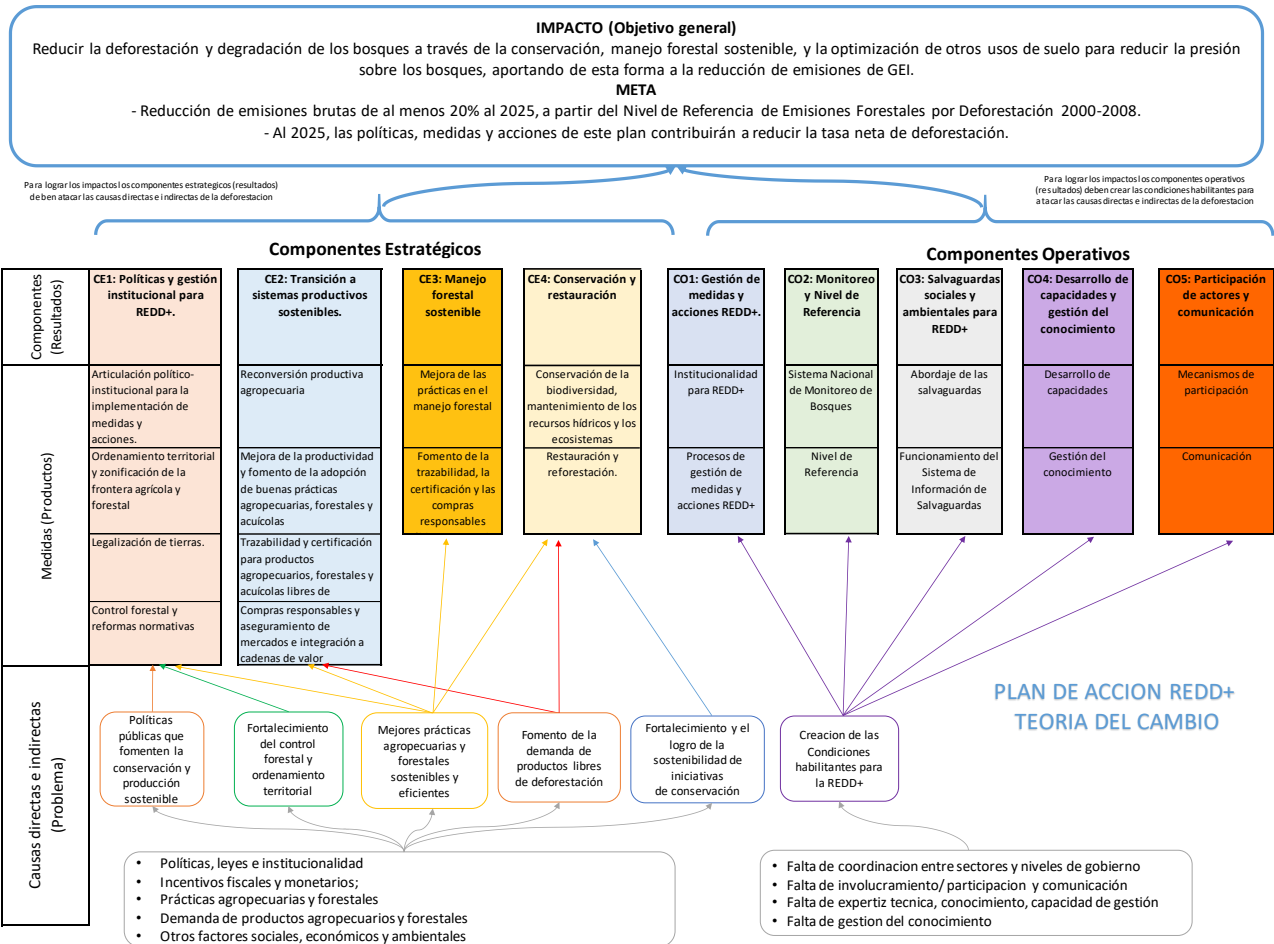 IMPACTO (Objetivo general)
Reducir la deforestación y degradación de los bosques a través de la conservación, manejo forestal sostenible, y la optimización de otros usos de suelo para reducir la presión
sobre los bosques, aportando de esta forma a la reducción de emisiones de GEI.
META
- Reducción de emisiones brutas de al menos 20% al 2025, a partir del Nivel de Referencia de Emisiones Forestales por Deforestación 2000-2008.
- Al 2025, las políticas, medidas y acciones de este plan contribuirán a reducir la tasa neta de deforestación.
Para lograr los impactos los componentes estrategicos (resultados)
deben atacar las causas directas e indirectas de la deforestacion
Para lograr los impactos los componentes operativos
(resultados) deben crear las condiciones habilitantes para
atacar las causas directas e indirectas de la deforestacion
Componentes Estratégicos
Componentes Operativos
Componentes
(Resultados)
CE1: Políticas y gestión
institucional para
REDD+.
CE2: Transición a
sistemas productivos
sostenibles.
CE3: Manejo
forestal
sostenible
CE4: Conservación y
restauración
CO1: Gestión de
medidas y
acciones REDD+.
CO2: Monitoreo
y Nivel de
Referencia
CO3: Salvaguardas
sociales y
ambientales para
REDD+
CO4: Desarrollo de
capacidades y
gestión del
conocimiento
CO5: Participación
de actores y
comunicación
Medidas (Productos)
Articulación político-
institucional para la
implementación de
medidas y
acciones.
Reconversión productiva
agropecuaria
Mejora de las
prácticas en el
manejo forestal
Conservación de la
biodiversidad,
mantenimiento de los
recursos hídricos y los
ecosistemas
Institucionalidad
para REDD+
Sistema Nacional
de Monitoreo de
Bosques
Abordaje de las
salvaguardas
Desarrollo de
capacidades
Mecanismos de
participación
Ordenamiento territorial
y zonificación de la
frontera agrícola y
forestal
Mejora de la productividad
y fomento de la adopción
de buenas prácticas
agropecuarias, forestales y
acuícolas
Fomento de la
trazabilidad, la
certificación y las
compras
responsables
Restauración y
reforestación.
Procesos de
gestión de
medidas y
acciones REDD+
Nivel de
Referencia
Funcionamiento del
Sistema de
Información de
Salvaguardas
Gestión del
conocimiento
Comunicación
Legalización de tierras.
Trazabilidad y certificación
para productos
agropecuarios, forestales y
acuícolas libres de
Control forestal y
reformas normativas
Compras responsables y
aseguramiento de
mercados e integración a
cadenas de valor
Causas directas e indirectas
(Problema)
Políticas
públicas que
fomenten la
conservación y
producción
sostenible
Fortalecimiento
del control
forestal y
ordenamiento
territorial
Mejores prácticas
agropecuarias y
forestales
sostenibles y
eficientes
Fomento de la
demanda de
productos libres
de deforestación
Fortalecimiento y el
logro de la
sostenibilidad de
iniciativas
de conservación
Creacion de las
Condiciones
habilitantes para
la REDD+
PLAN DE ACCION REDD+
TEORIA DEL CAMBIO
• Políticas, leyes e institucionalidad
• Incentivos fiscales y monetarios;
• Prácticas agropecuarias y forestales
• Demanda de productos agropecuarios y forestales
• Otros factores sociales, económicos y ambientales
• Falta de coordinacion entre sectores y niveles de gobierno
• Falta de involucramiento/ participacion y comunicación
• Falta de expertiz tecnica, conocimiento, capacidad de gestión
• Falta de gestion del conocimiento